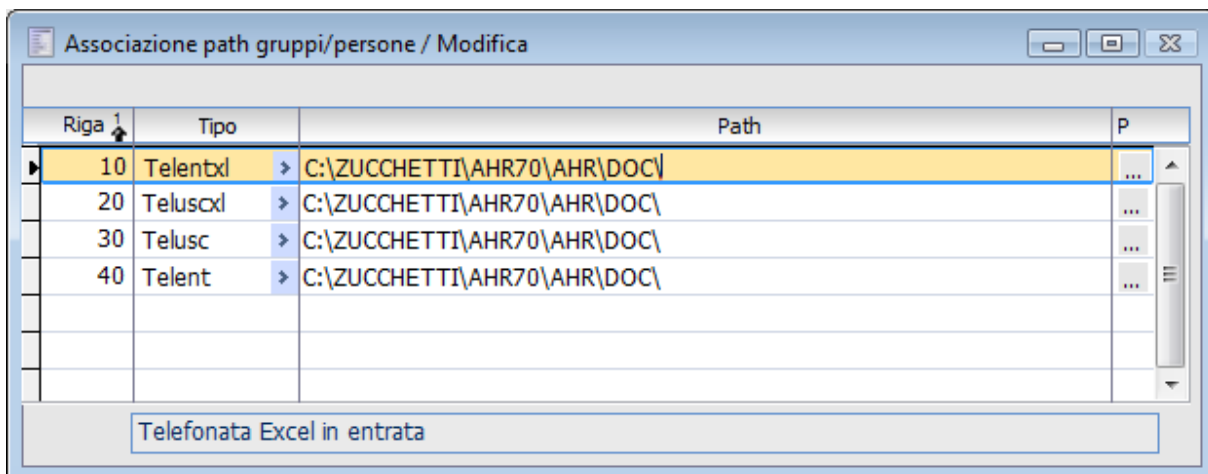 Associazione path gruppi/persone / Modifica
Riga 1 Tipo Path P
10 Telentxl > C:\ZUCCHETTI\AHR70\AHR\DOC\ ...
20 Teluscxl > C:\ZUCCHETTI\AHR70\AHR\DOC\ ...
30 Telusc > C:\ZUCCHETTI\AHR70\AHR\DOC\ ...
40 Telent > C:\ZUCCHETTI\AHR70\AHR\DOC\ ...
Telefonata Excel in entrata